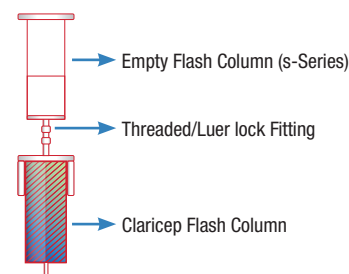 Empty Flash Column (s-Series)
Threaded/Luer lock Fitting
Claricep Flash Column